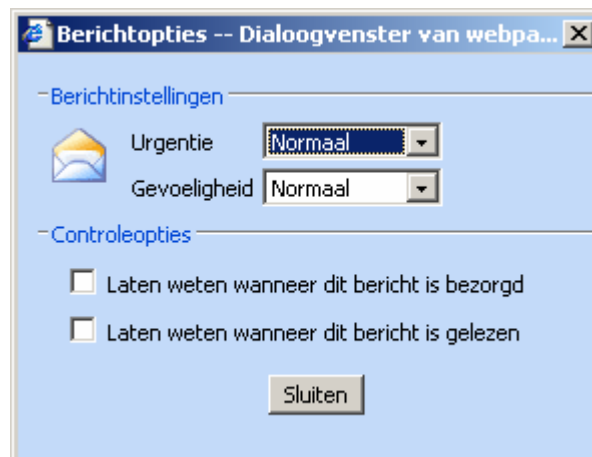 Berichtopties -- Dialoogvenster van webpa...
Berichtinstellingen
Urgentie Normaal
Gevoeligheid Normaal
Controleopties
Laten weten wanneer dit bericht is bezorgd
Laten weten wanneer dit bericht is gelezen
Sluiten